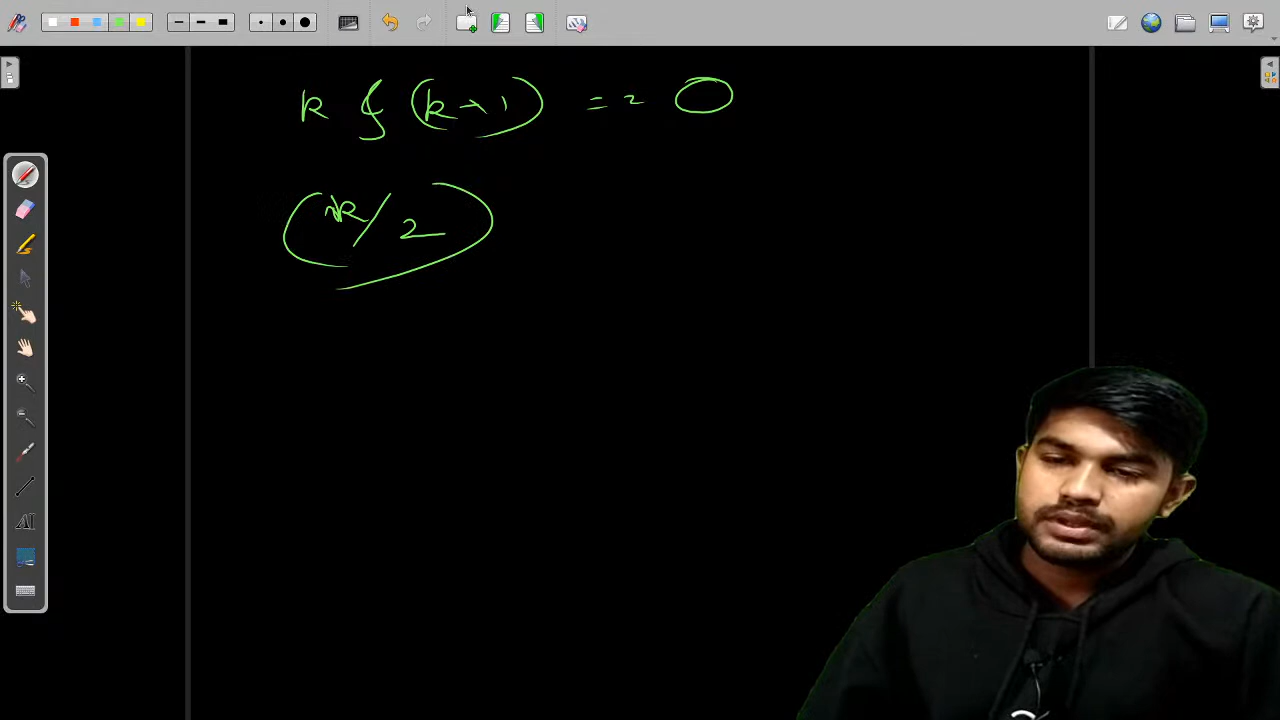 k & (k-1) == 0
k/2